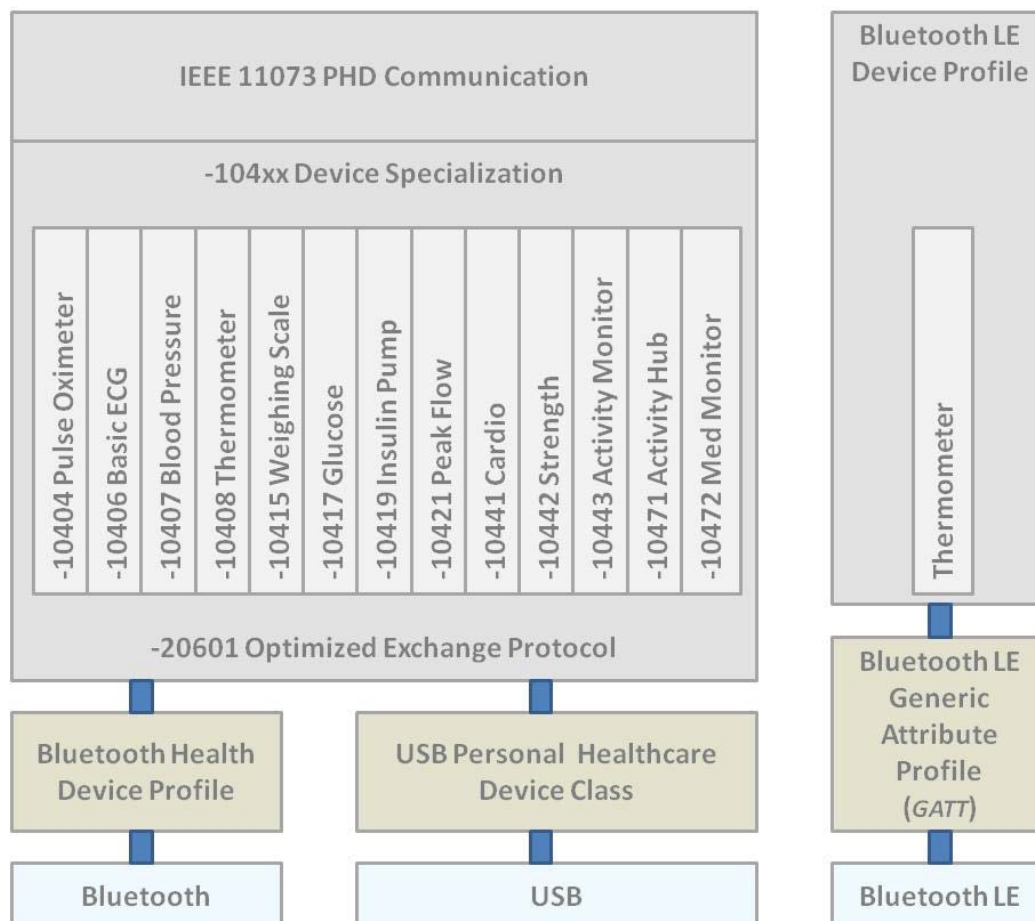 IEEE 11073 PHD Communication
-104xx Device Specialization
-10404 Pulse Oximeter
-10406 Basic ECG
-10407 Blood Pressure
-10408 Thermometer
-10415 Weighing Scale
-10417 Glucose
-10419 Insulin Pump
-10421 Peak Flow
-10441 Cardio
-10442 Strength
-10443 Activity Monitor
-10471 Activity Hub
-10472 Med Monitor
-20601 Optimized Exchange Protocol
Bluetooth Health
Device Profile
USB Personal Healthcare
Device Class
Bluetooth
USB
Bluetooth LE
Device Profile
Thermometer
Bluetooth LE
Generic
Attribute
Profile
(GATT)
Bluetooth LE